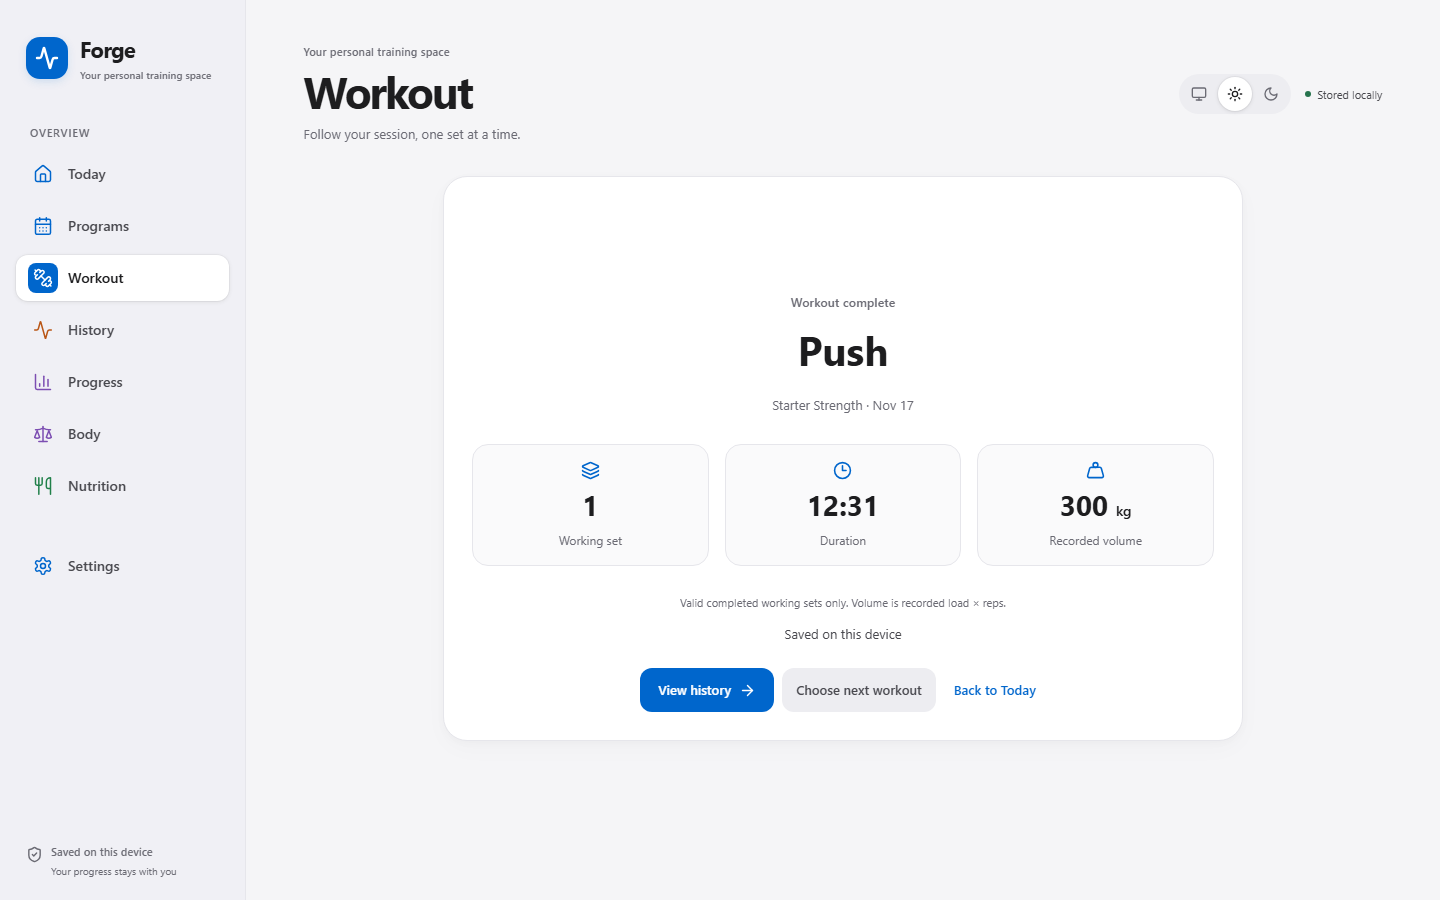 Forge
Your personal training space
OVERVIEW
Today
Programs
Workout
History
Progress
Body
Nutrition
Settings
Saved on this device
Your progress stays with you
Your personal training space
Workout
Follow your session, one set at a time.
Stored locally
Workout complete
Push
Starter Strength · Nov 17
1
Working set
12:31
Duration
300 kg
Recorded volume
Valid completed working sets only. Volume is recorded load × reps.
Saved on this device
View history
Choose next workout
Back to Today